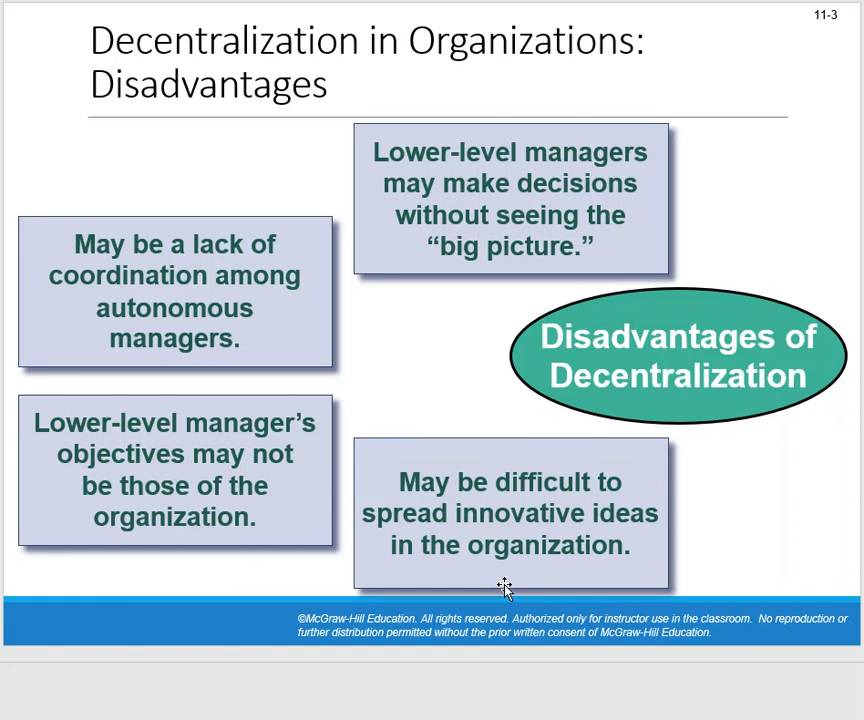 11-3
Decentralization in Organizations:
Disadvantages
Lower-level managers
may make decisions
without seeing the
“big picture.”
May be a lack of
coordination among
autonomous
managers.
Disadvantages of
Decentralization
Lower-level manager’s
objectives may not
be those of the
organization.
May be difficult to
spread innovative ideas
in the organization.
©McGraw-Hill Education. All rights reserved. Authorized only for instructor use in the classroom.  No reproduction or
further distribution permitted without the prior written consent of McGraw-Hill Education.